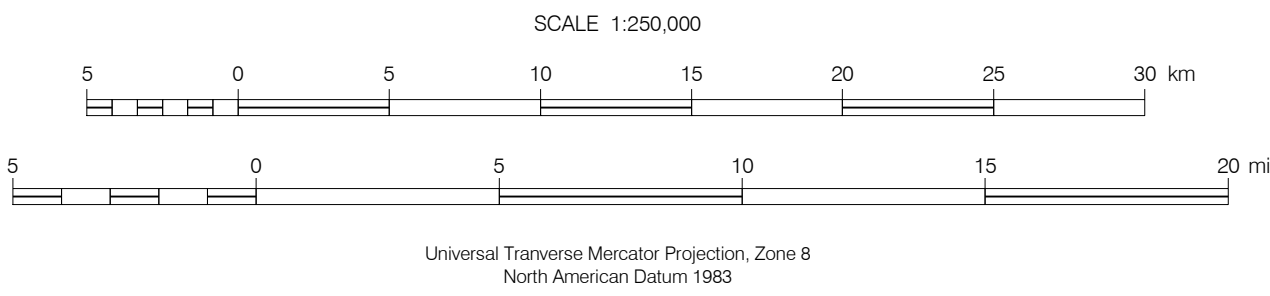 SCALE 1:250,000
5 0 5 10 15 20 25 30 km
5 0 5 10 15 20 mi
Universal Tranverse Mercator Projection, Zone 8
North American Datum 1983